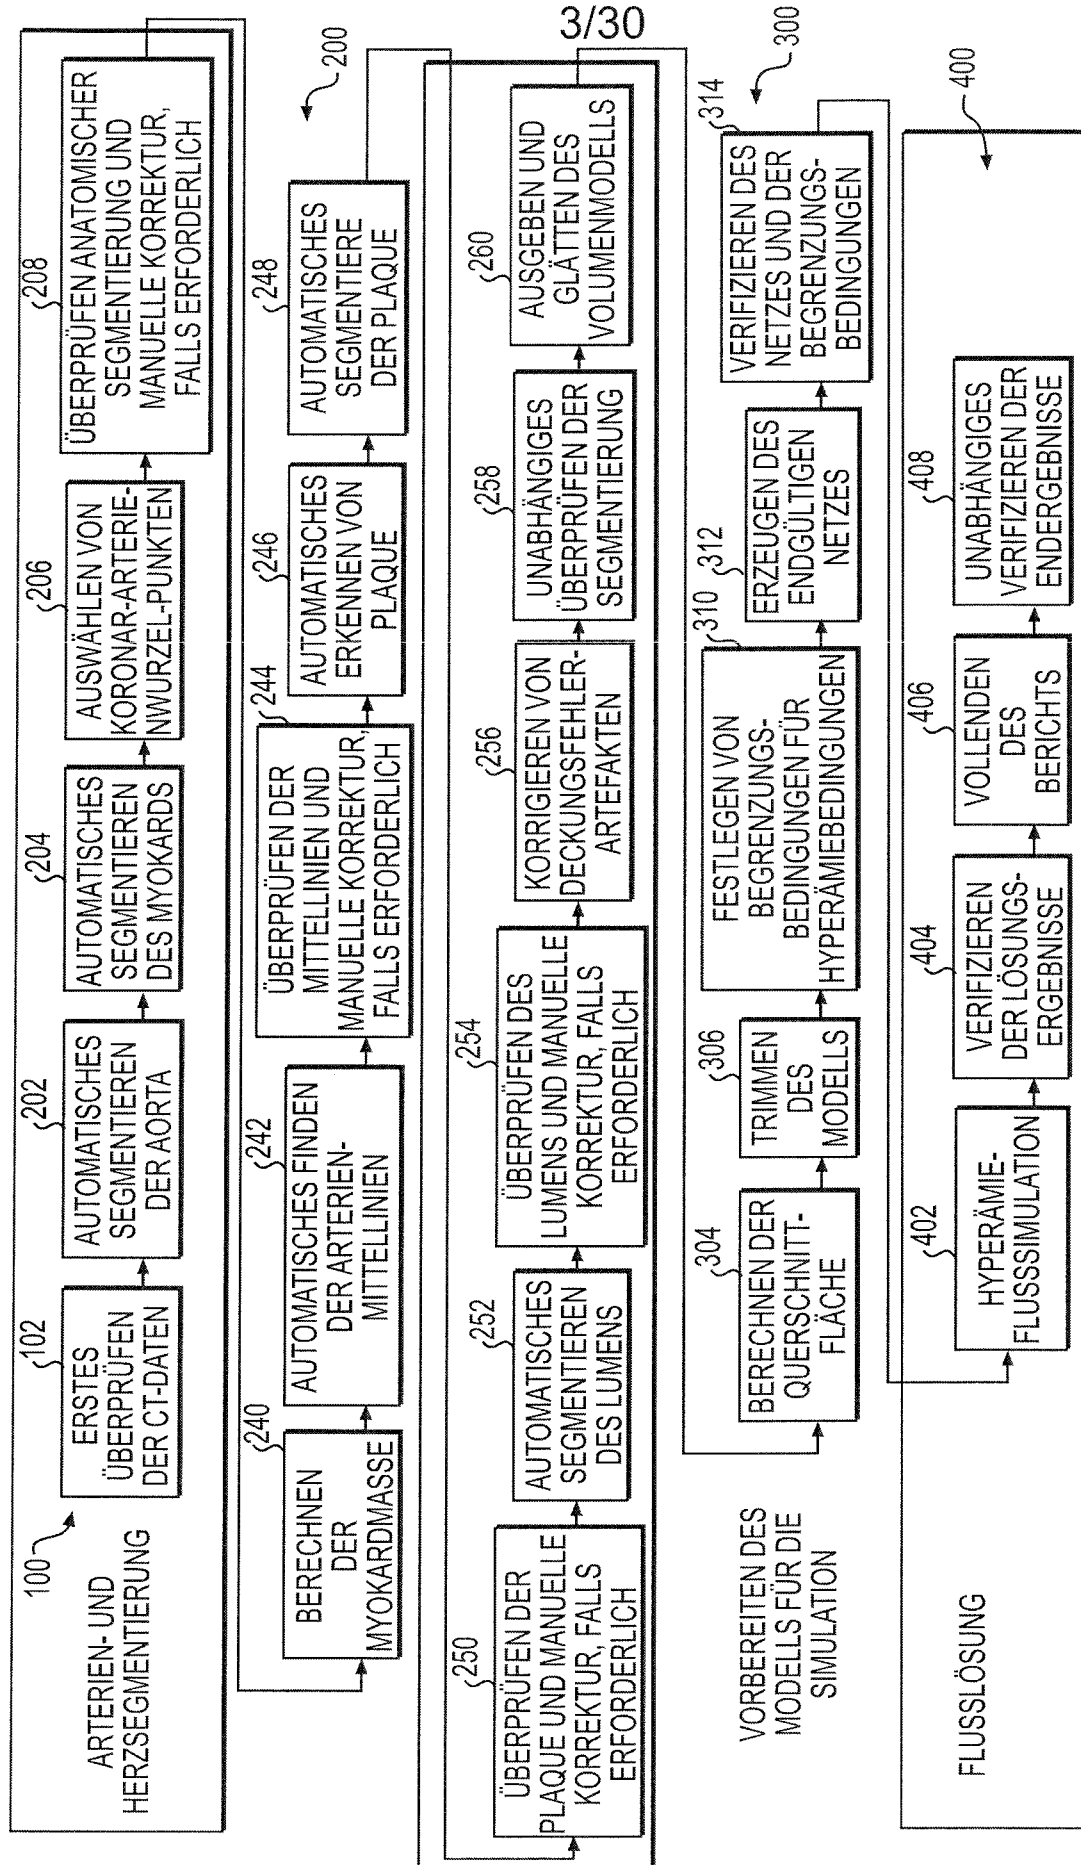 3/30
ARTERIEN- UND
HERZSEGMENTIERUNG
100
102
ERSTES
ÜBERPRÜFEN
DER CT-DATEN
202
AUTOMATISCHES
SEGMENTIEREN
DER AORTA
204
AUTOMATISCHES
SEGMENTIEREN
DES MYOKARDS
206
AUSWÄHLEN VON
KORONAR-ARTERIE-
NWURZEL-PUNKTEN
208
ÜBERPRÜFEN ANATOMISCHER
SEGMENTIERUNG UND
MANUELLE KORREKTUR,
FALLS ERFORDERLICH
200
240
BERECHNEN
DER
MYOKARDMASSE
242
AUTOMATISCHES FINDEN
DER ARTERIEN-
MITTELLINIEN
244
ÜBERPRÜFEN DER
MITTELLINIEN UND
MANUELLE KORREKTUR,
FALLS ERFORDERLICH
246
AUTOMATISCHES
ERKENNEN VON
PLAQUE
248
AUTOMATISCHES
SEGMENTIERE
DER PLAQUE
250
ÜBERPRÜFEN DER
PLAQUE UND MANUELLE
KORREKTUR, FALLS
ERFORDERLICH
252
AUTOMATISCHES
SEGMENTIEREN
DES LUMENS
254
ÜBERPRÜFEN DES
LUMENS UND MANUELLE
KORREKTUR, FALLS
ERFORDERLICH
256
KORRIGIEREN VON
DECKUNGSFEHLER-
ARTEFAKTEN
258
UNABHÄNGIGES
ÜBERPRÜFEN DER
SEGMENTIERUNG
260
AUSGEBEN UND
GLÄTTEN DES
VOLUMENMODELLS
VORBEREITEN DES
MODELS FÜR DIE
SIMULATION
300
304
BERECHNEN DER
QUERSCHNITT-
FLÄCHE
306
TRIMMEN
DES
MODELS
310
FESTLEGEN VON
BEGRENZUNGS-
BEDINGUNGEN FÜR
HYPERÄMIEBEDINGUNGEN
312
ERZEUGEN DES
ENDGÜLTIGEN
NETZES
314
VERIFIZIEREN DES
NETZES UND DER
BEGRENZUNGS-
BEDINGUNGEN
FLUSSLÖSUNG
400
402
HYPERÄMIE-
FLUSSSIMULATION
404
VERIFIZIEREN
DER LÖSUNGS-
ERGEBNISSE
406
VOLLENDEN
DES
BERICHTS
408
UNABHÄNGIGES
VERIFIZIEREN DER
ENDERGEBNISSE